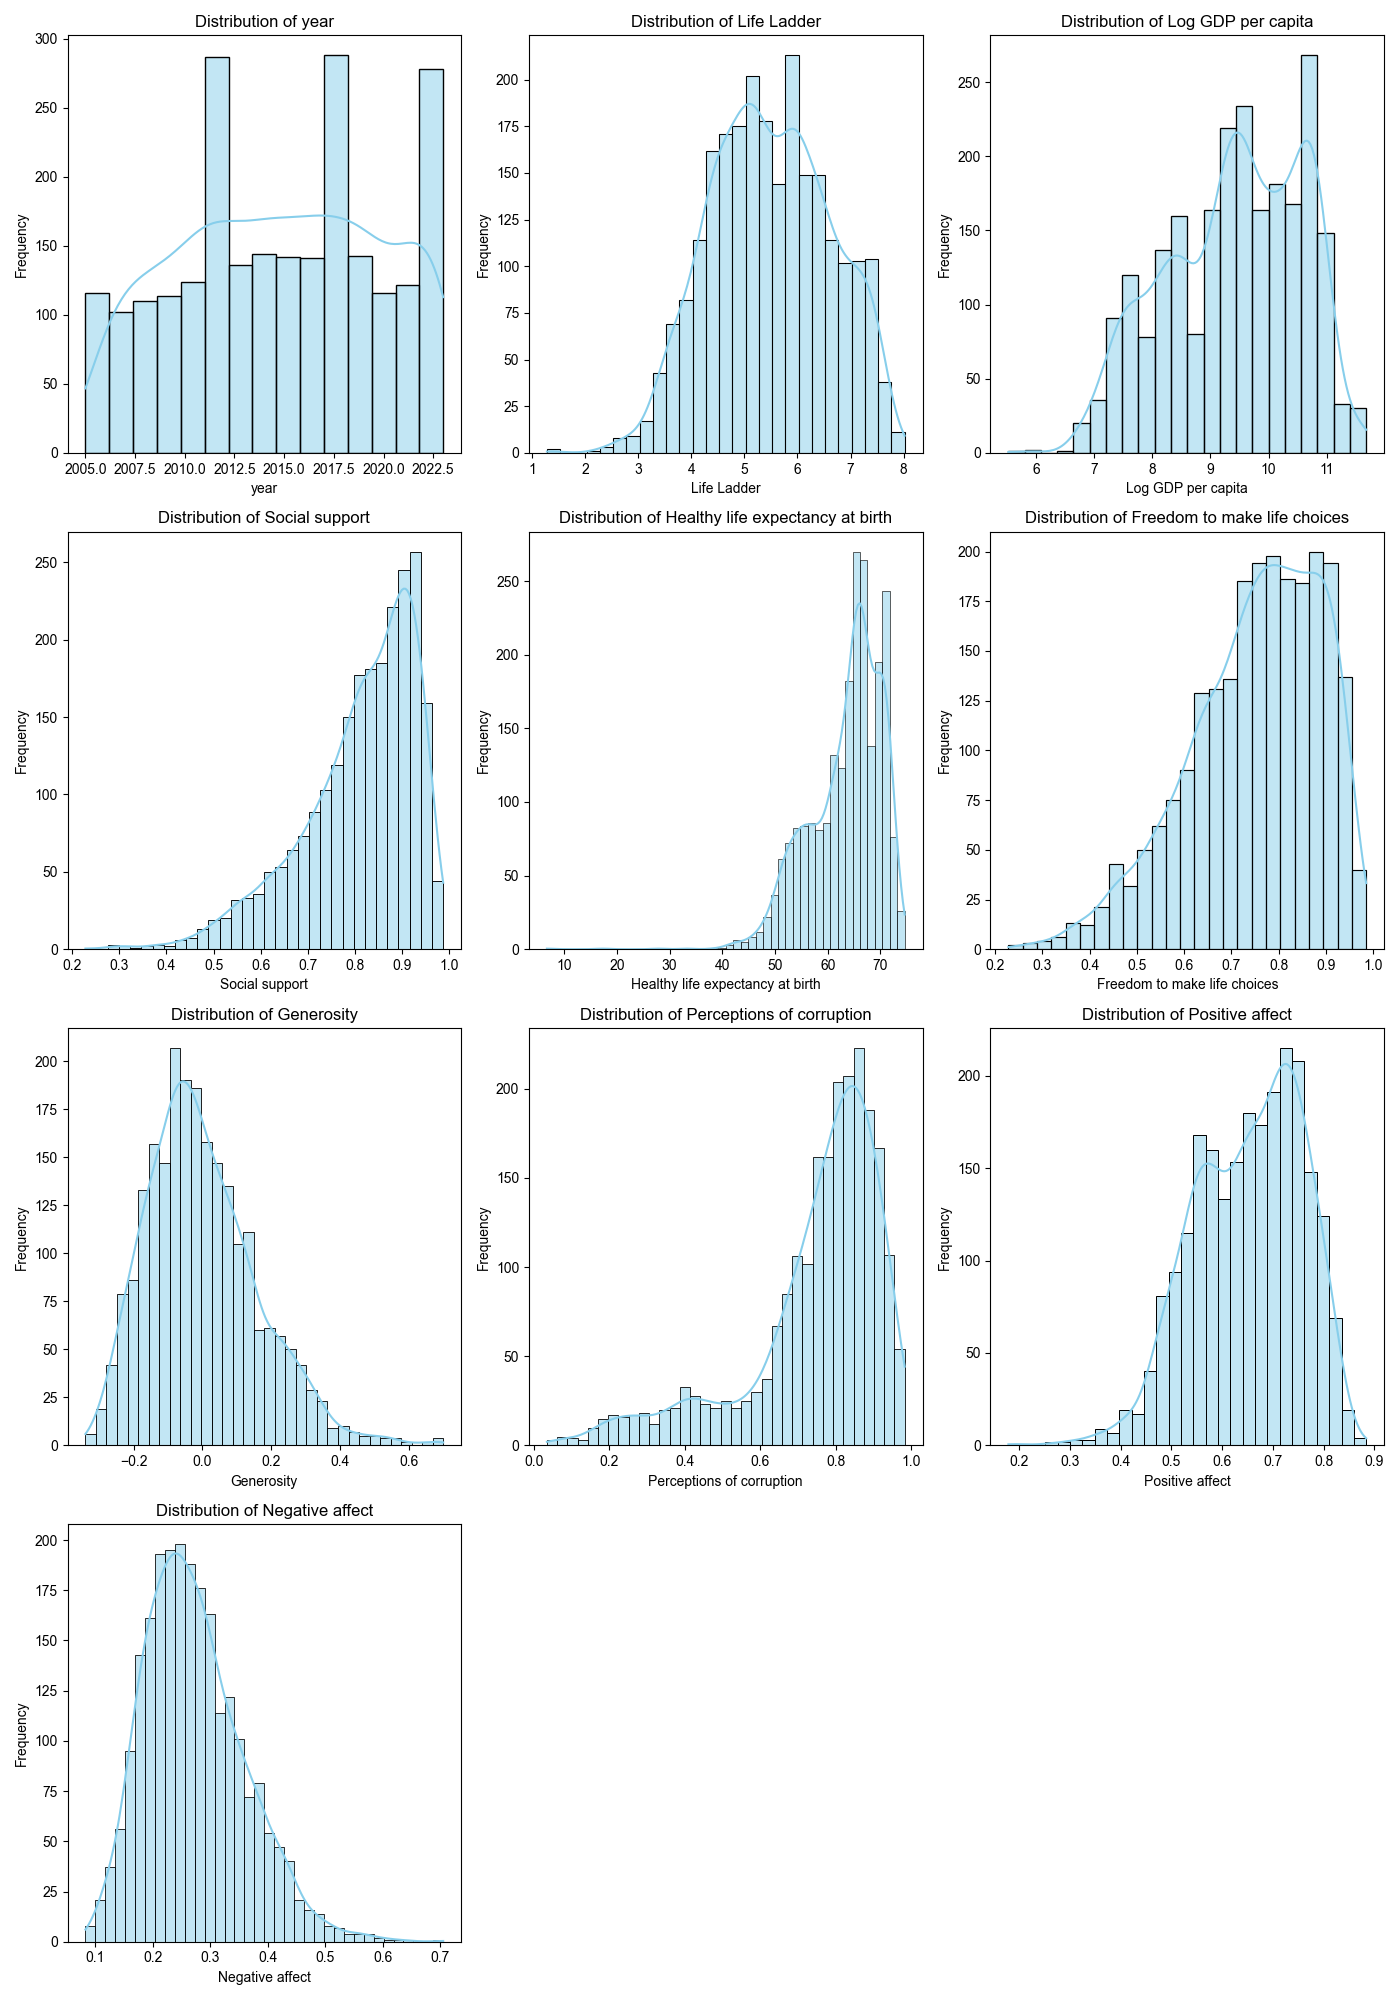 Distribution of year
Frequency
300
250
200
150
100
50
0
2005.0 2007.5 2010.0 2012.5 2015.0 2017.5 2020.0 2022.5
year
Distribution of Life Ladder
Frequency
200
175
150
125
100
75
50
25
0
1 2 3 4 5 6 7 8
Life Ladder
Distribution of Log GDP per capita
Frequency
250
200
150
100
50
0
6 7 8 9 10 11
Log GDP per capita
Distribution of Social support
Frequency
250
200
150
100
50
0
0.2 0.3 0.4 0.5 0.6 0.7 0.8 0.9 1.0
Social support
Distribution of Healthy life expectancy at birth
Frequency
250
200
150
100
50
0
10 20 30 40 50 60 70
Healthy life expectancy at birth
Distribution of Freedom to make life choices
Frequency
200
175
150
125
100
75
50
25
0
0.2 0.3 0.4 0.5 0.6 0.7 0.8 0.9 1.0
Freedom to make life choices
Distribution of Generosity
Frequency
200
175
150
125
100
75
50
25
0
−0.2 0.0 0.2 0.4 0.6
Generosity
Distribution of Perceptions of corruption
Frequency
200
150
100
50
0
0.0 0.2 0.4 0.6 0.8 1.0
Perceptions of corruption
Distribution of Positive affect
Frequency
200
150
100
50
0
0.2 0.3 0.4 0.5 0.6 0.7 0.8 0.9
Positive affect
Distribution of Negative affect
Frequency
200
175
150
125
100
75
50
25
0
0.1 0.2 0.3 0.4 0.5 0.6 0.7
Negative affect